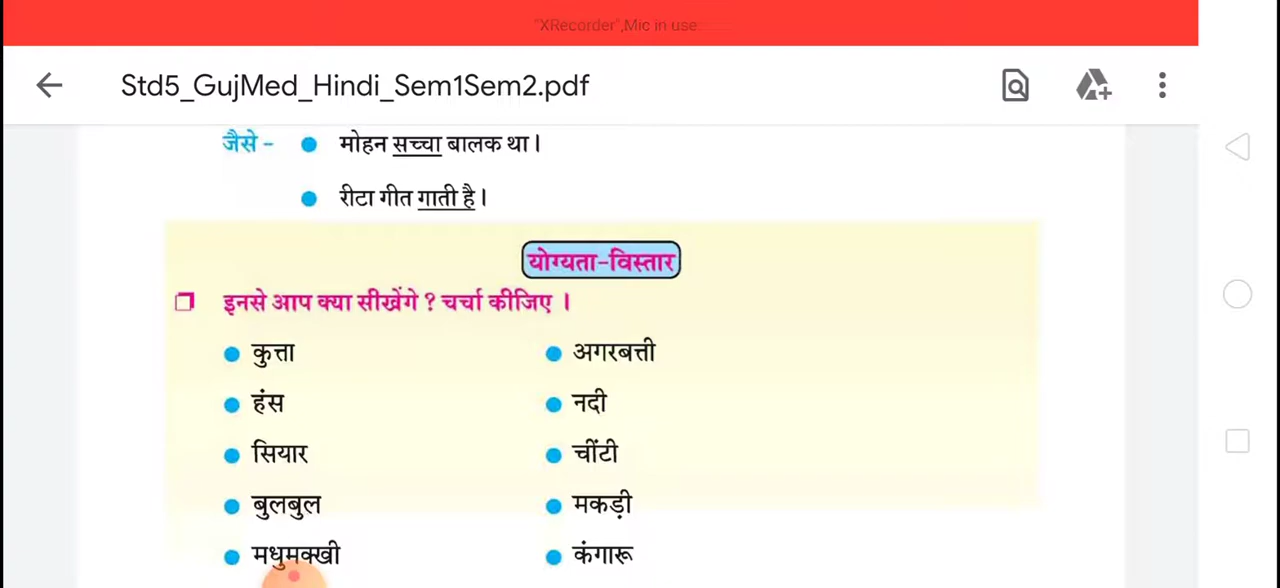 "XRecorder",Mic in use
Std5_GujMed_Hindi_Sem1Sem2.pdf
जैसे - ● मोहन सच्चा बालक था।
● रीटा गीत गाती है।
योग्यता-विस्तार
❒ इनसे आप क्या सीखेंगे ? चर्चा कीजिए ।
● कुत्ता ● अगरबत्ती
● हंस ● नदी
● सियार ● चींटी
● बुलबुल ● मकड़ी
● मधुमक्खी ● कंगारू